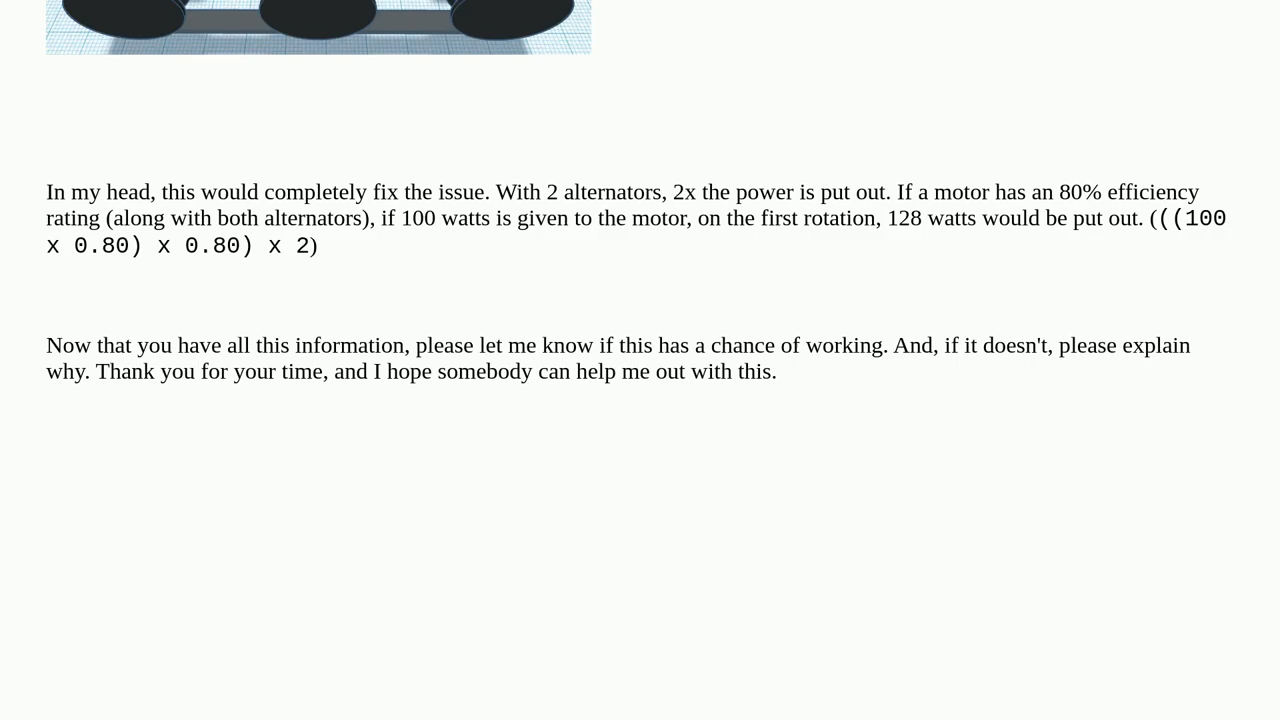 In my head, this would completely fix the issue. With 2 alternators, 2x the power is put out. If a motor has an 80% efficiency
rating (along with both alternators), if 100 watts is given to the motor, on the first rotation, 128 watts would be put out. (((100
x 0.80) x 0.80) x 2)
Now that you have all this information, please let me know if this has a chance of working. And, if it doesn't, please explain
why. Thank you for your time, and I hope somebody can help me out with this.